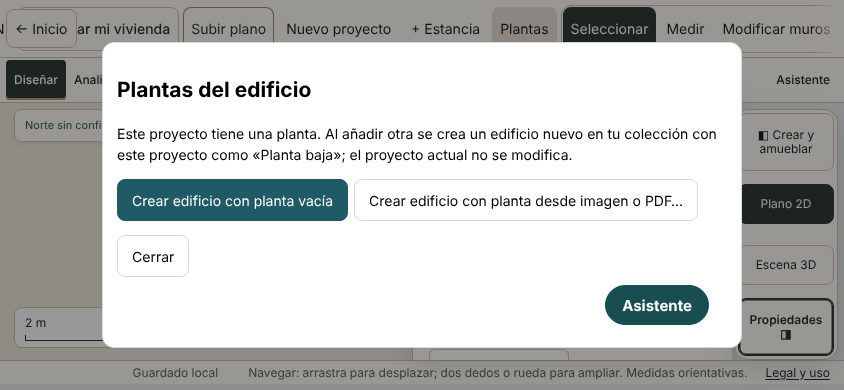 ← Inicio
ar mi vivienda
Subir plano
Nuevo proyecto
+ Estancia
Plantas
Seleccionar
Medir
Modificar muros
Diseñar
Anali
Asistente
Norte sin confi
Plantas del edificio
Este proyecto tiene una planta. Al añadir otra se crea un edificio nuevo en tu colección con
este proyecto como «Planta baja»; el proyecto actual no se modifica.
Crear edificio con planta vacía
Crear edificio con planta desde imagen o PDF...
Cerrar
Asistente
Crear y
amueblar
Plano 2D
Escena 3D
Propiedades
2 m
Guardado local
Navegar: arrastra para desplazar; dos dedos o rueda para ampliar. Medidas orientativas.
Legal y uso